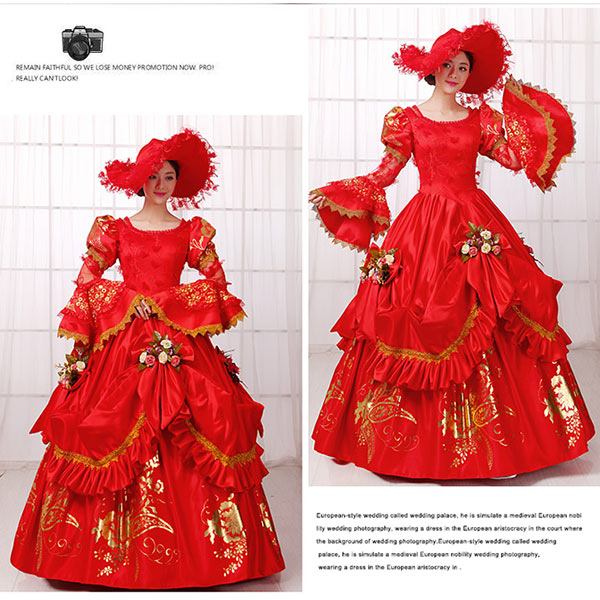 REMAIN FAITHFUL SO WE LOSE MONEY PROMOTION NOW. PRO!
. REALLY CAN'TLOOK!
European-style wedding called wedding palace, he is simulate a medieval European nobi
lity wedding photography, wearing a dress in the European aristocracy in the court where
the background of wedding photography.European-style wedding called wedding
palace, he is simulate a medieval European nobility wedding photography,
wearing a dress in the European aristocracy in .